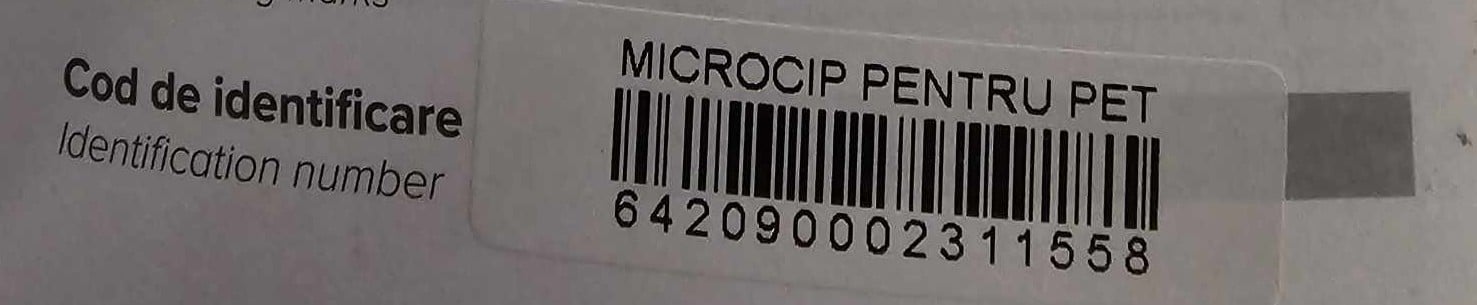 Cod de identificare
Identification number
MICROCIP PENTRU PET
642090002311558